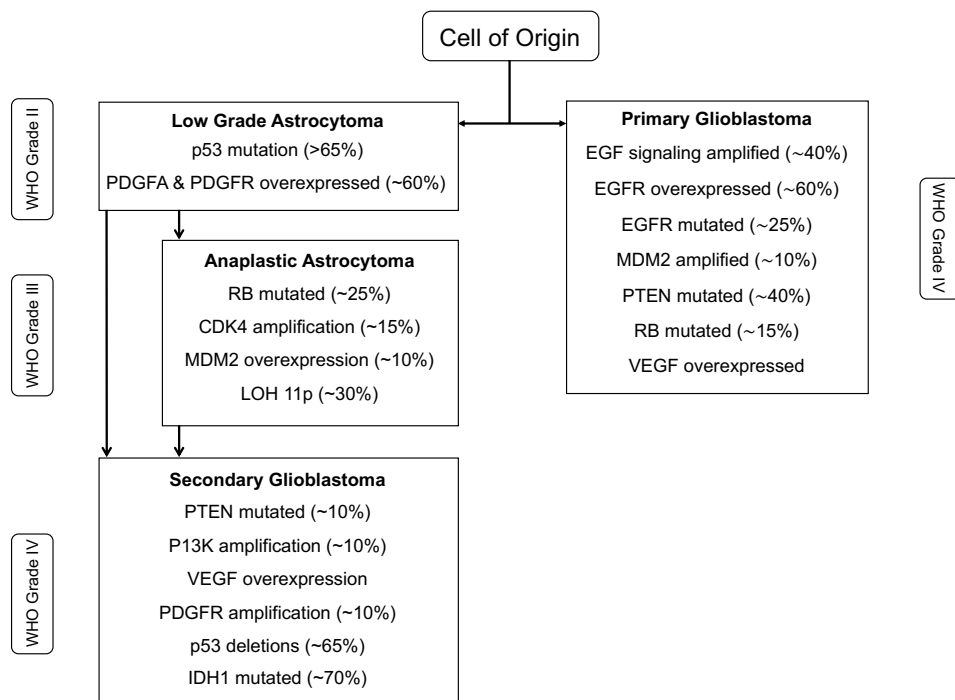 Cell of Origin
WHO Grade II
Low Grade Astrocytoma
p53 mutation (>65%)
PDGFA & PDGFR overexpressed (~60%)
WHO Grade III
Anaplastic Astrocytoma
RB mutated (~25%)
CDK4 amplification (~15%)
MDM2 overexpression (~10%)
LOH 11p (~30%)
WHO Grade IV
Secondary Glioblastoma
PTEN mutated (~10%)
P13K amplification (~10%)
VEGF overexpression
PDGFR amplification (~10%)
p53 deletions (~65%)
IDH1 mutated (~70%)
Primary Glioblastoma
EGF signaling amplified (~40%)
EGFR overexpressed (~60%)
EGFR mutated (~25%)
MDM2 amplified (~10%)
PTEN mutated (~40%)
RB mutated (~15%)
VEGF overexpressed
WHO Grade IV